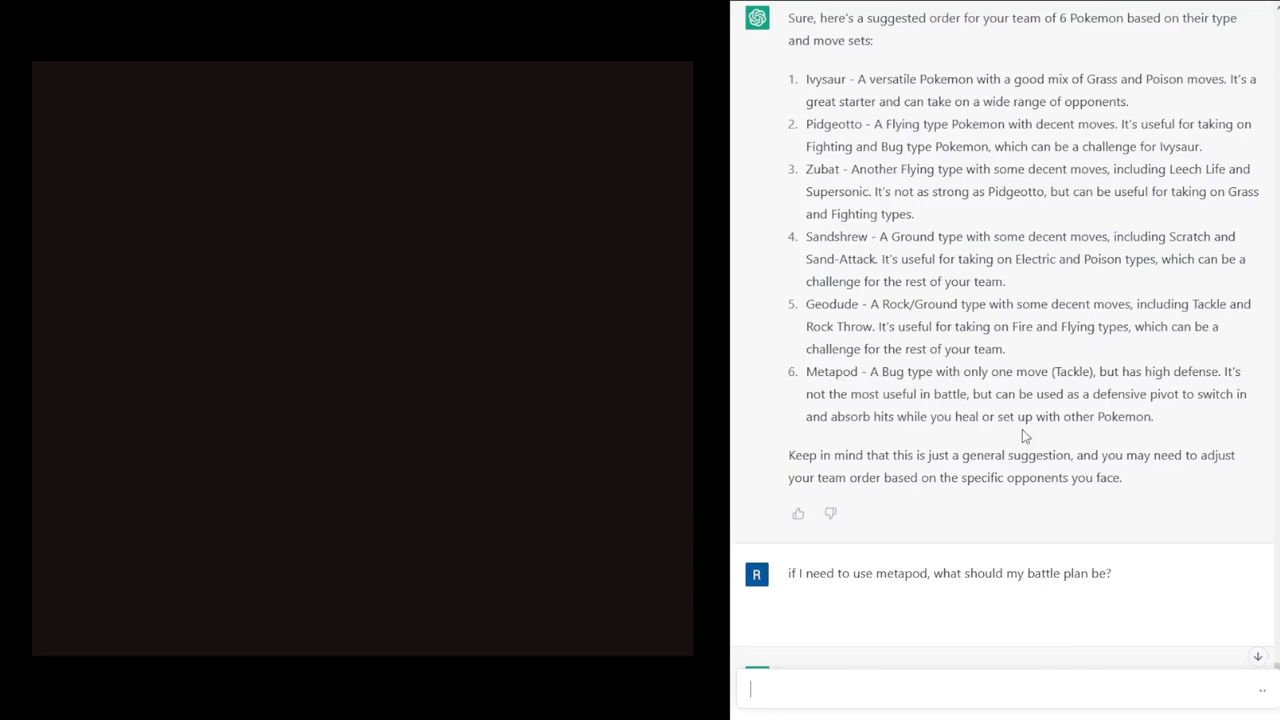 Sure, here's a suggested order for your team of 6 Pokemon based on their type
and move sets:
1. Ivysaur - A versatile Pokemon with a good mix of Grass and Poison moves. It's a
great starter and can take on a wide range of opponents.
2. Pidgeotto - A Flying type Pokemon with decent moves. It's useful for taking on
Fighting and Bug type Pokemon, which can be a challenge for Ivysaur.
3. Zubat - Another Flying type with some decent moves, including Leech Life and
Supersonic. It's not as strong as Pidgeotto, but can be useful for taking on Grass
and Fighting types.
4. Sandshrew - A Ground type with some decent moves, including Scratch and
Sand-Attack. It's useful for taking on Electric and Poison types, which can be a
challenge for the rest of your team.
5. Geodude - A Rock/Ground type with some decent moves, including Tackle and
Rock Throw. It's useful for taking on Fire and Flying types, which can be a
challenge for the rest of your team.
6. Metapod - A Bug type with only one move (Tackle), but has high defense. It's
not the most useful in battle, but can be used as a defensive pivot to switch in
and absorb hits while you heal or set up with other Pokemon.
Keep in mind that this is just a general suggestion, and you may need to adjust
your team order based on the specific opponents you face.
R
if I need to use metapod, what should my battle plan be?